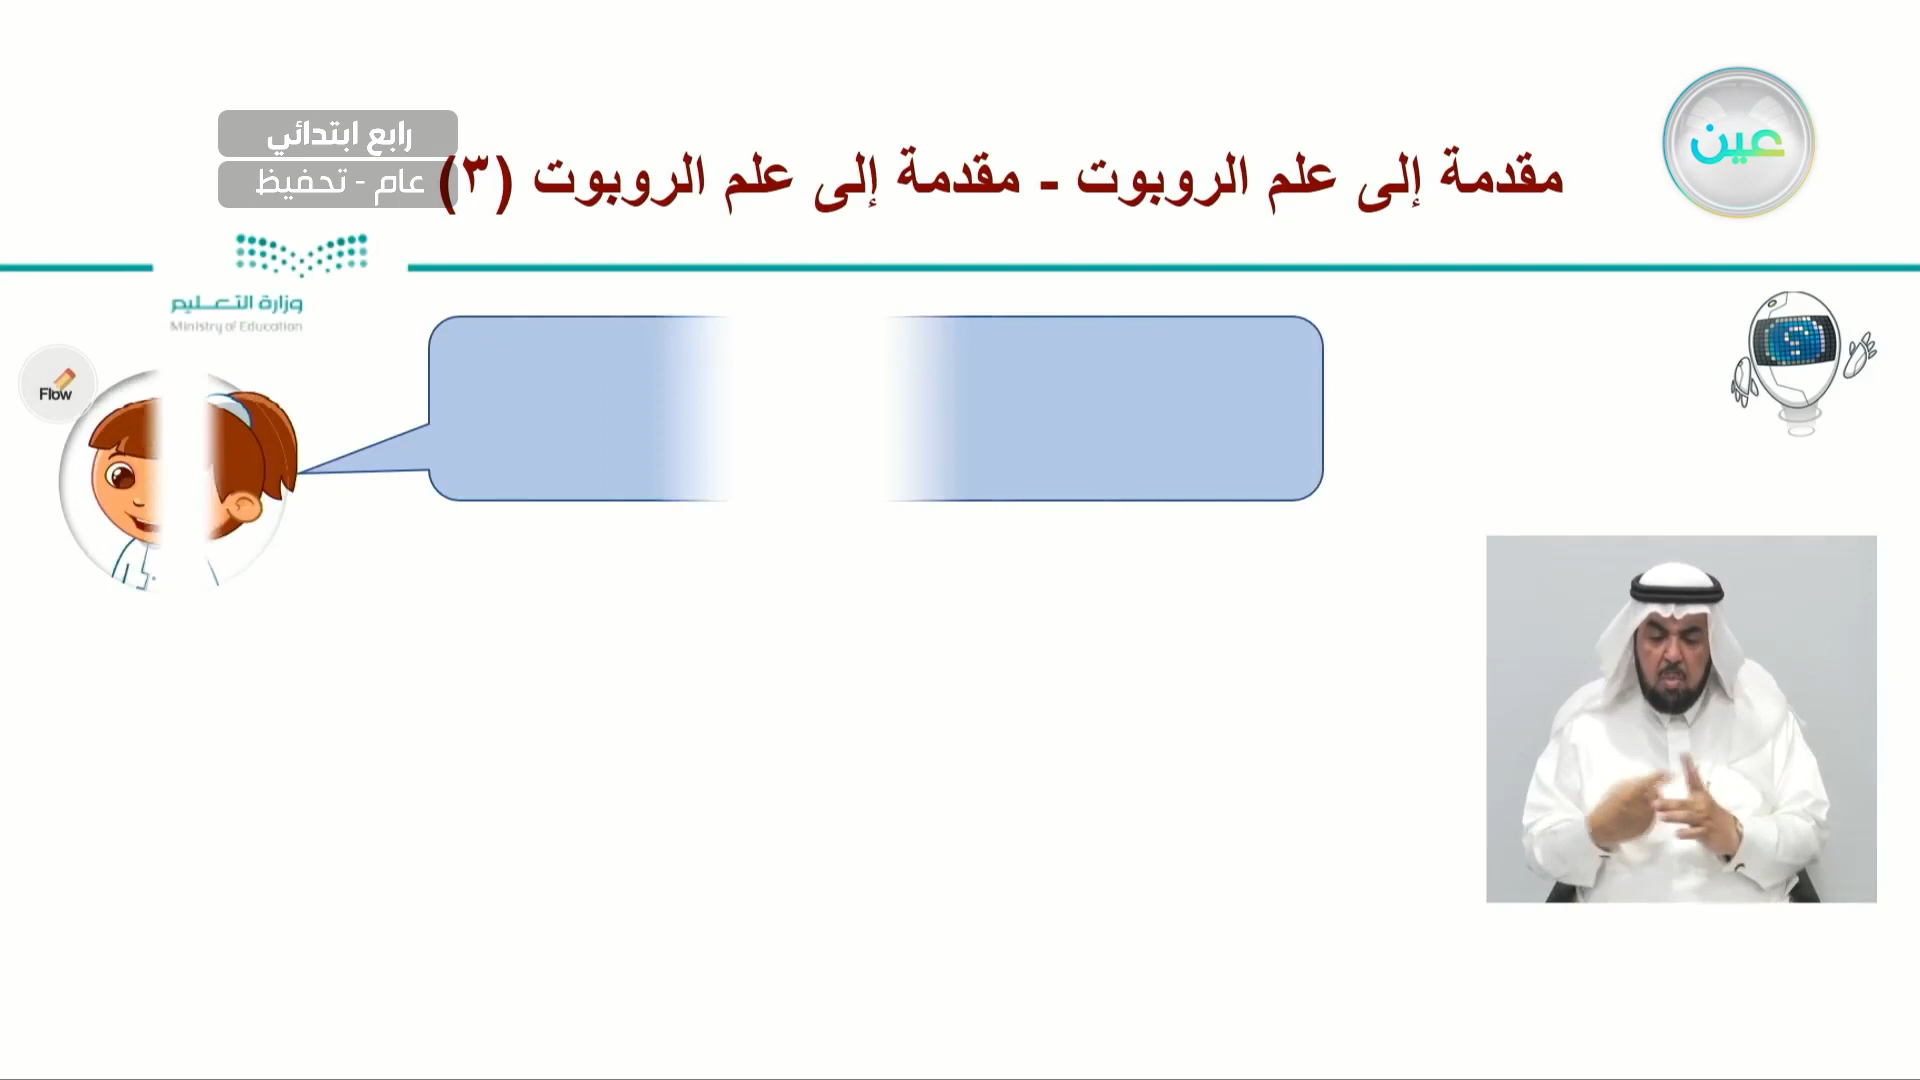 عين
رابع ابتدائي
عام - تحفيظ
مقدمة إلى علم الروبوت - مقدمة إلى علم الروبوت (٣)
وزارة التعليم
Ministry of Education
Flow